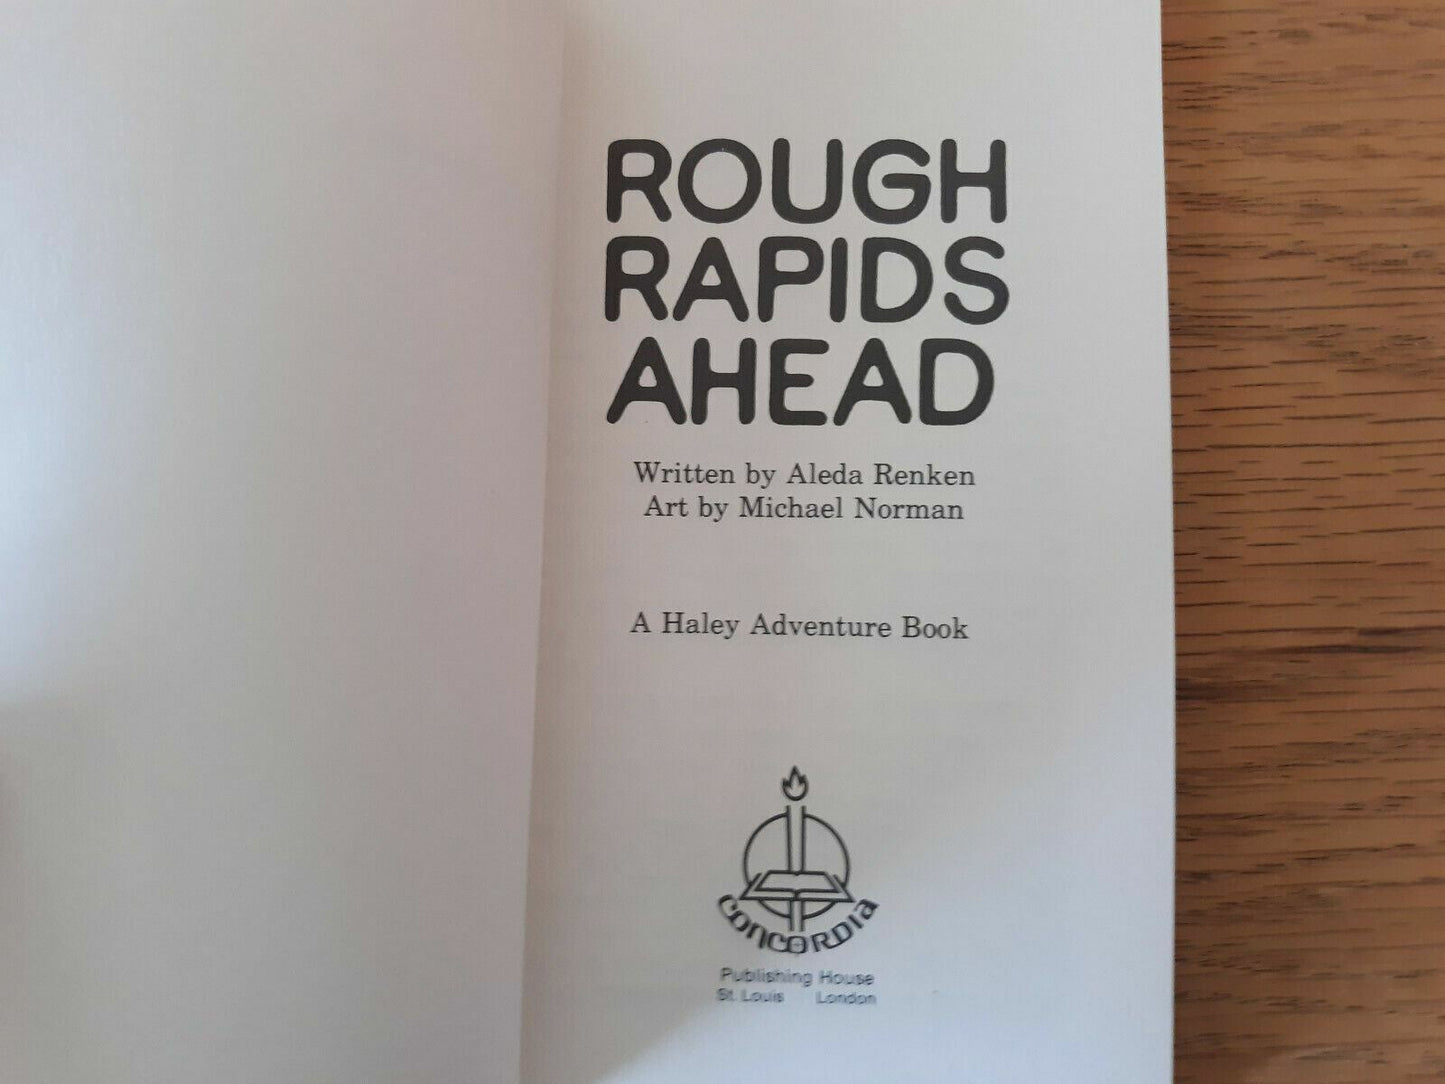 ROUGH
RAPIDS
AHEAD
Written by Aleda Renken
Art by Michael Norman
A Haley Adventure Book
CONCORDIA
Publishing House
St. Louis London